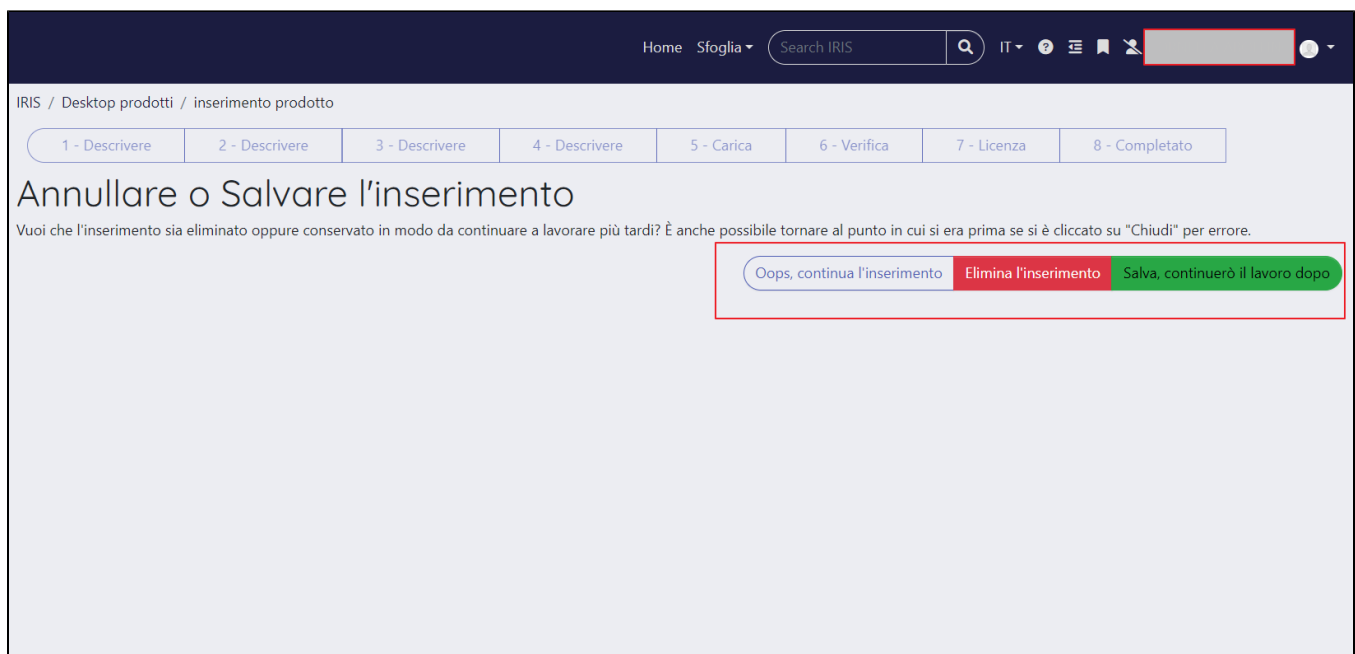 Home Sfoglia Search IRIS IT
IRIS / Desktop prodotti / inserimento prodotto
1 - Descrivere 2 - Descrivere 3 - Descrivere 4 - Descrivere 5 - Carica 6 - Verifica 7 - Licenza 8 - Completato
Annullare o Salvare l'inserimento
Vuoi che l'inserimento sia eliminato oppure conservato in modo da continuare a lavorare più tardi? È anche possibile tornare al punto in cui si era prima se si è cliccato su "Chiudi" per errore.
Oops, continua l'inserimento Elimina l'inserimento Salva, continuerò il lavoro dopo